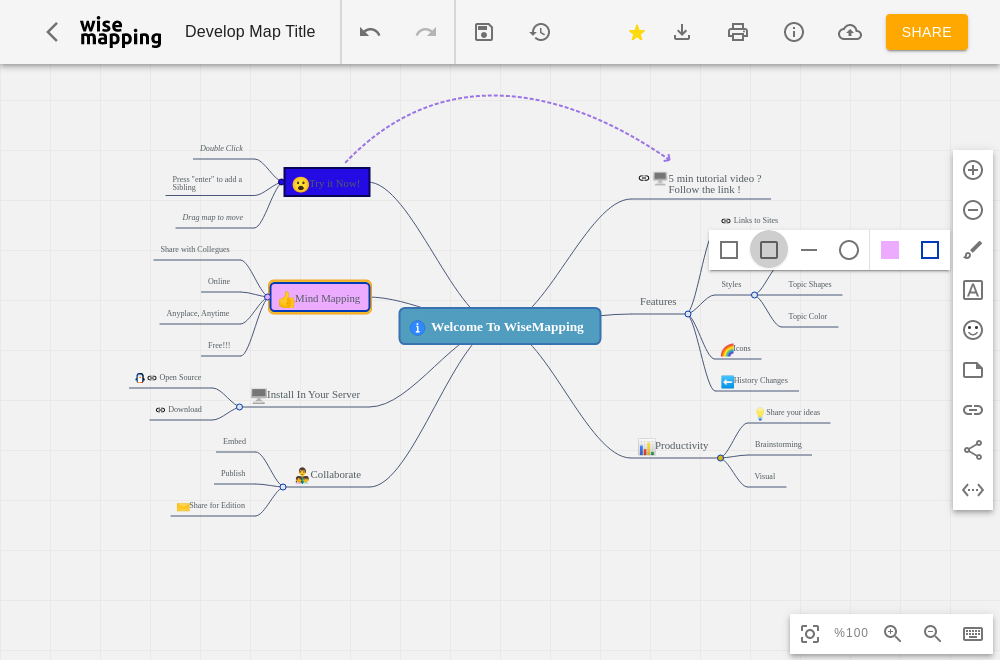 wise
mapping
Develop Map Title
SHARE
Double Click
Press "enter" to add a
Sibling
Drag map to move
Try it Now!
5 min tutorial video ?
Follow the link !
Links to Sites
Share with Collegues
Online
Anyplace, Anytime
Free!!!
Mind Mapping
Welcome To WiseMapping
Features
Styles
Topic Shapes
Topic Color
Icons
History Changes
Open Source
Download
Install In Your Server
Share your ideas
Brainstorming
Visual
Productivity
Embed
Publish
Share for Edition
Collaborate
%100